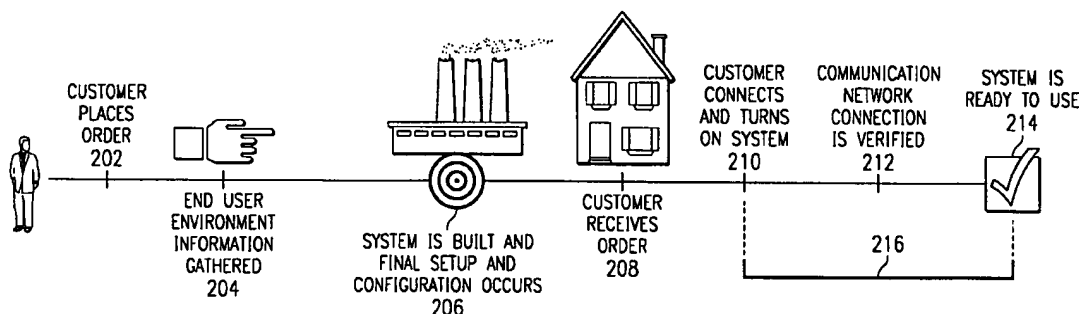 CUSTOMER
PLACES
ORDER
202
END USER
ENVIRONMENT
INFORMATION
GATHERED
204
SYSTEM IS BUILT AND
FINAL SETUP AND
CONFIGURATION OCCURS
206
CUSTOMER
RECEIVES
ORDER
208
CUSTOMER
CONNECTS
AND TURNS
ON SYSTEM
210
COMMUNICATION
NETWORK
CONNECTION
IS VERIFIED
212
SYSTEM IS
READY TO USE
214
216